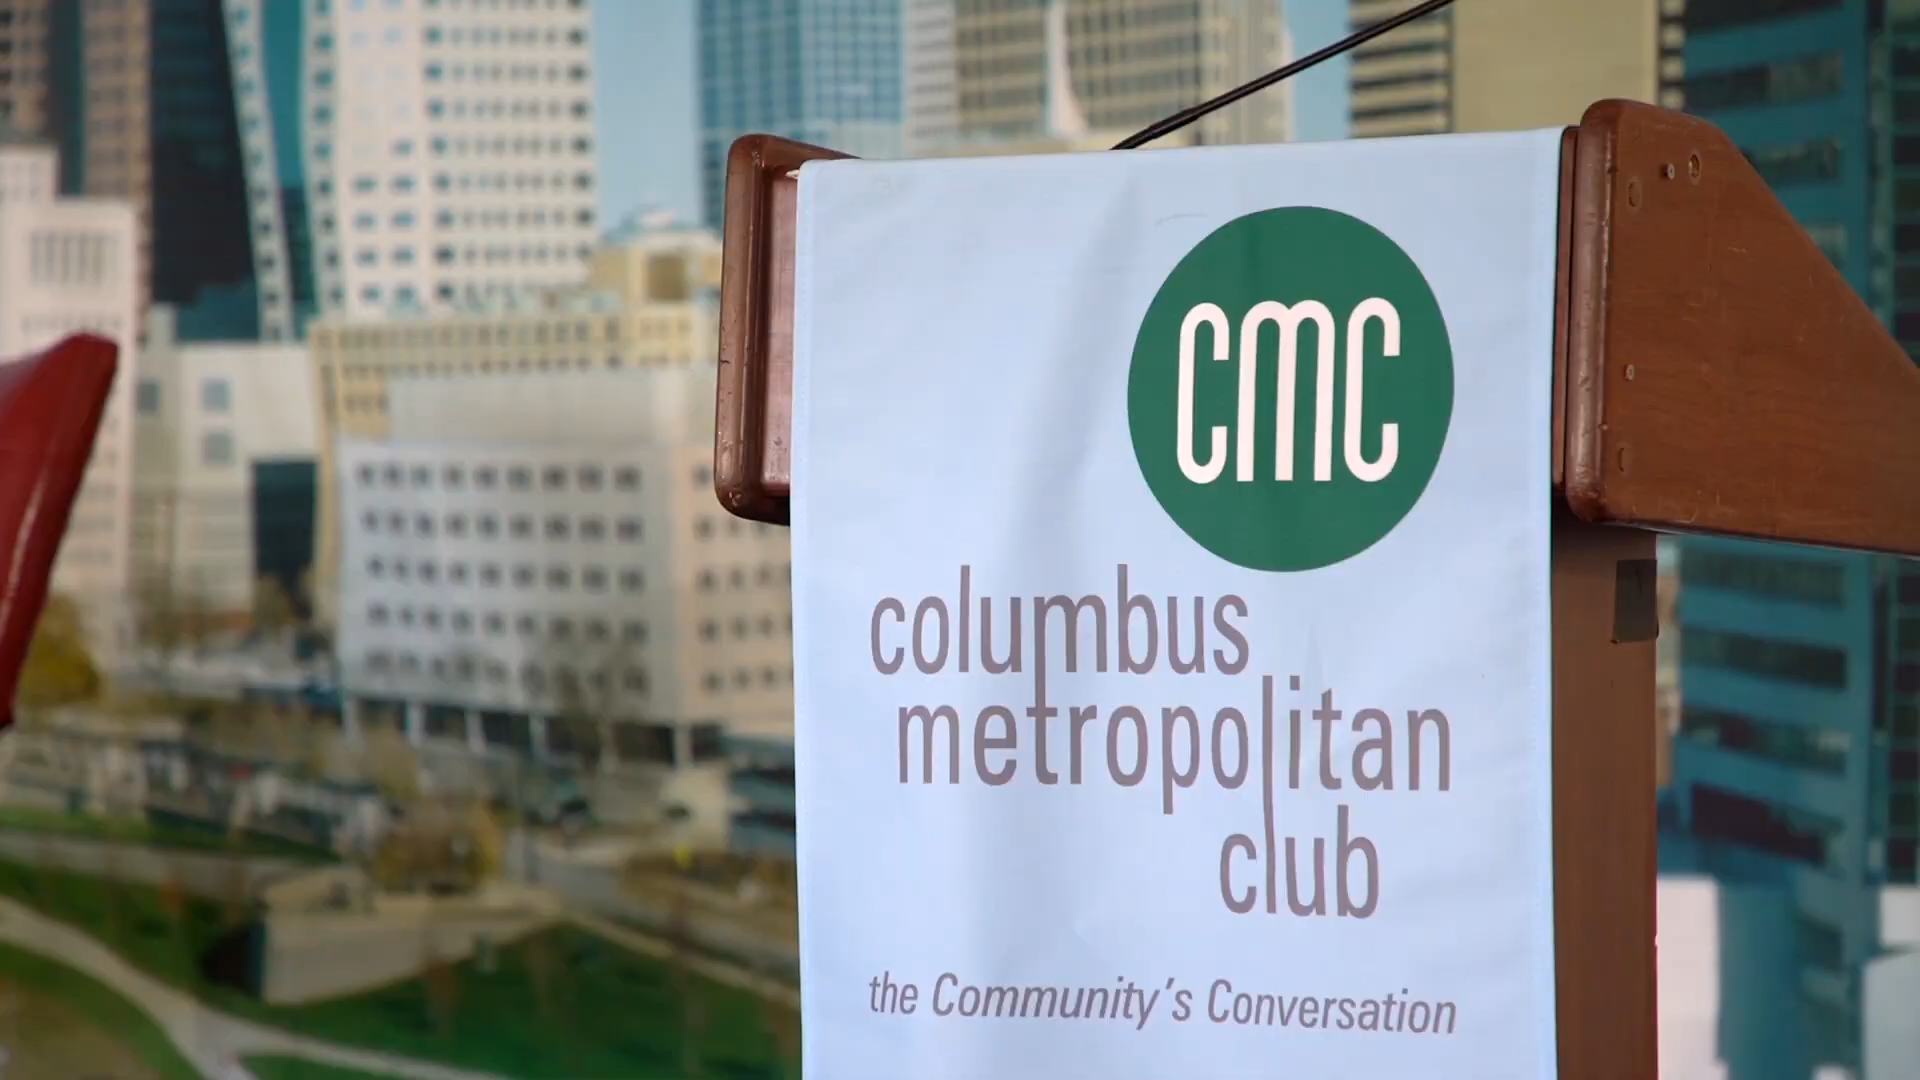 cmc
columbus
metropolitan
club
the Community's Conversation